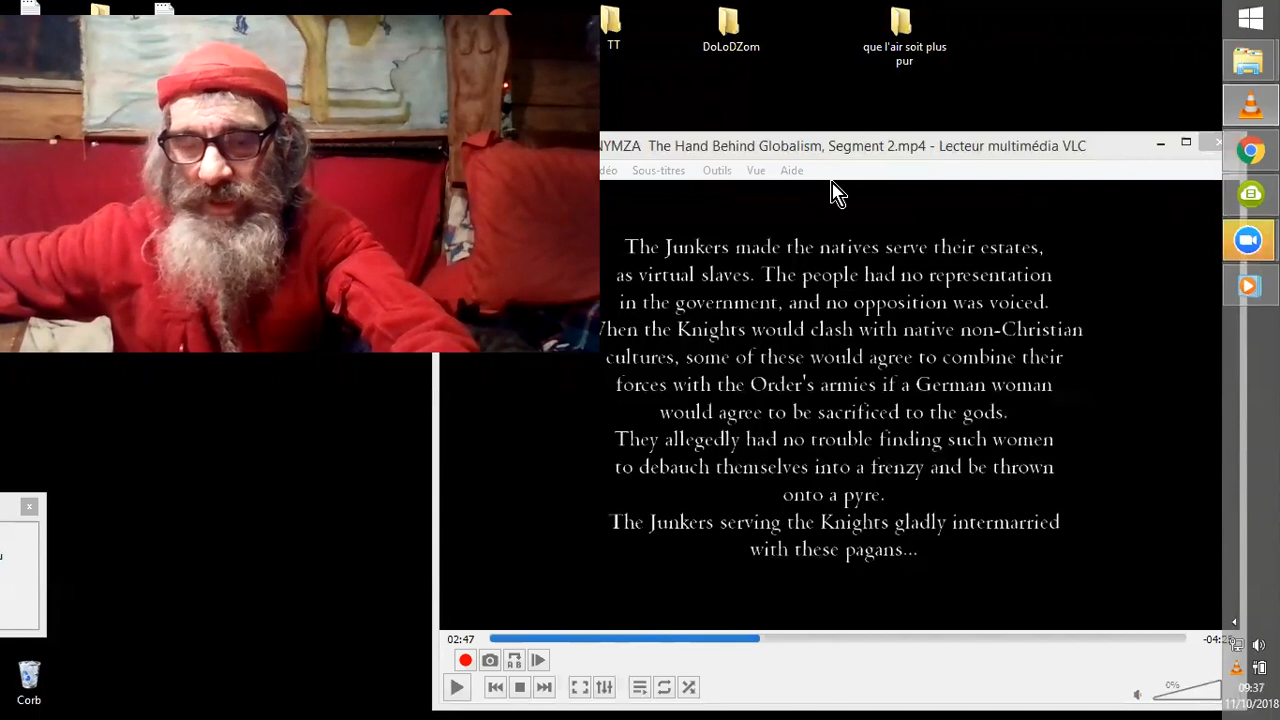 TT
DoLoDZom
que l'air soit plus
pur
NYMZA The Hand Behind Globalism, Segment 2.mp4 - Lecteur multimédia VLC
déo Sous-titres Outils Vue Aide
The Junkers made the natives serve their estates,
as virtual slaves. The people had no representation
in the government, and no opposition was voiced.
When the Knights would clash with native non-Christian
cultures, some of these would agree to combine their
forces with the Order's armies if a German woman
would agree to be sacrificed to the gods.
They allegedly had no trouble finding such women
to debauch themselves into a frenzy and be thrown
onto a pyre.
The Junkers serving the Knights gladly intermarried
with these pagans...
02:47
A B
0%
Corb
09:37
11/10/2018